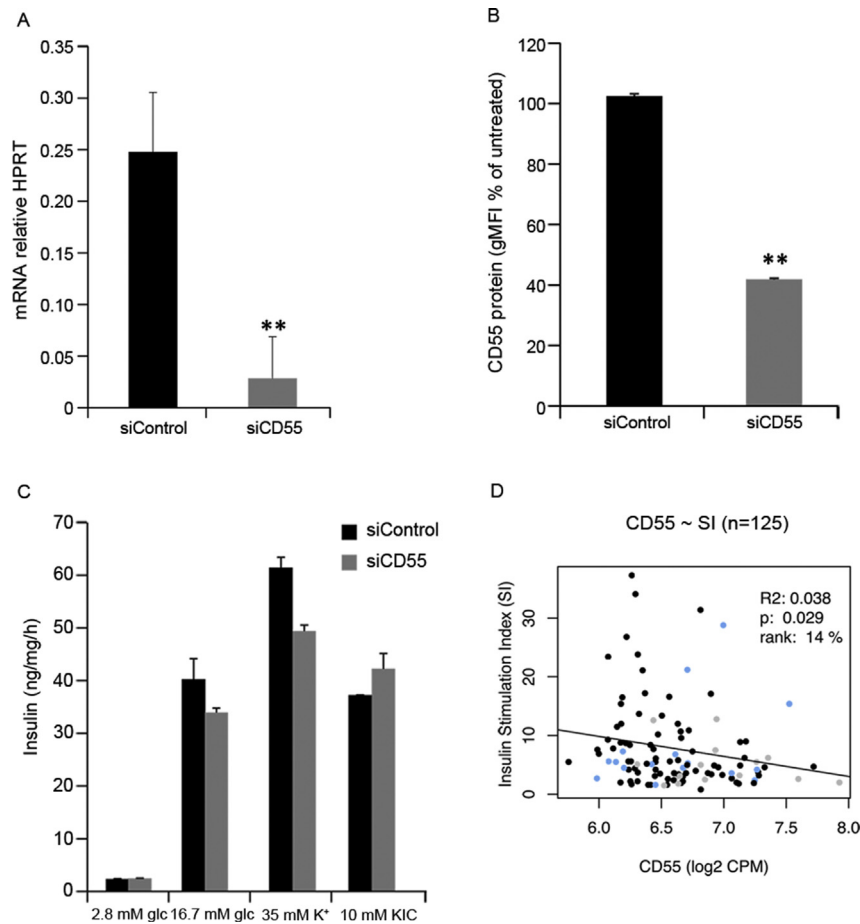 A
mRNA relative HPRT
0.35
0.30
0.25
0.20
0.15
0.10
0.05
0
**
siControl
siCD55
B
CD55 protein (gMFI % of untreated)
120
100
80
60
40
20
0
**
siControl
siCD55
C
Insulin (ng/mg/h)
70
60
50
40
30
20
10
0
siControl
siCD55
2.8 mM glc
16.7 mM glc
35 mM K⁺
10 mM KIC
D
CD55 ~ SI (n=125)
Insulin Stimulation Index (SI)
30
20
10
0
R2: 0.038
p: 0.029
rank: 14 %
6.0
6.5
7.0
7.5
8.0
CD55 (log2 CPM)